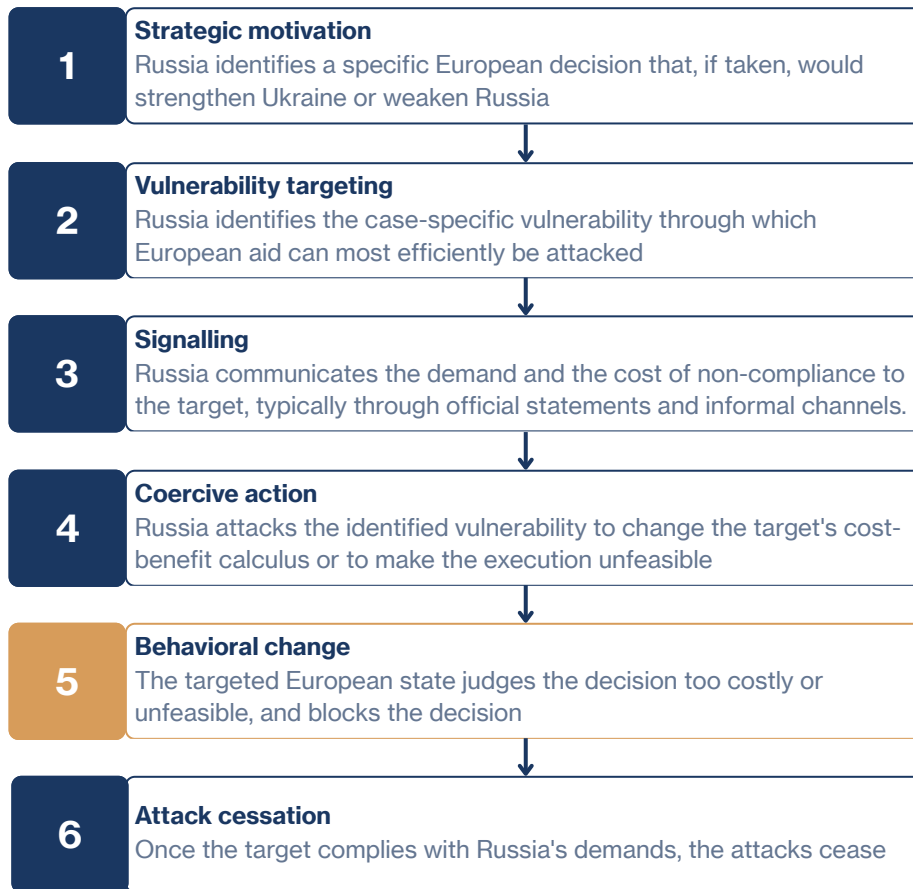 1
Strategic motivation
Russia identifies a specific European decision that, if taken, would
strengthen Ukraine or weaken Russia
2
Vulnerability targeting
Russia identifies the case-specific vulnerability through which
European aid can most efficiently be attacked
3
Signalling
Russia communicates the demand and the cost of non-compliance to
the target, typically through official statements and informal channels.
4
Coercive action
Russia attacks the identified vulnerability to change the target's cost-
benefit calculus or to make the execution unfeasible
5
Behavioral change
The targeted European state judges the decision too costly or
unfeasible, and blocks the decision
6
Attack cessation
Once the target complies with Russia's demands, the attacks cease